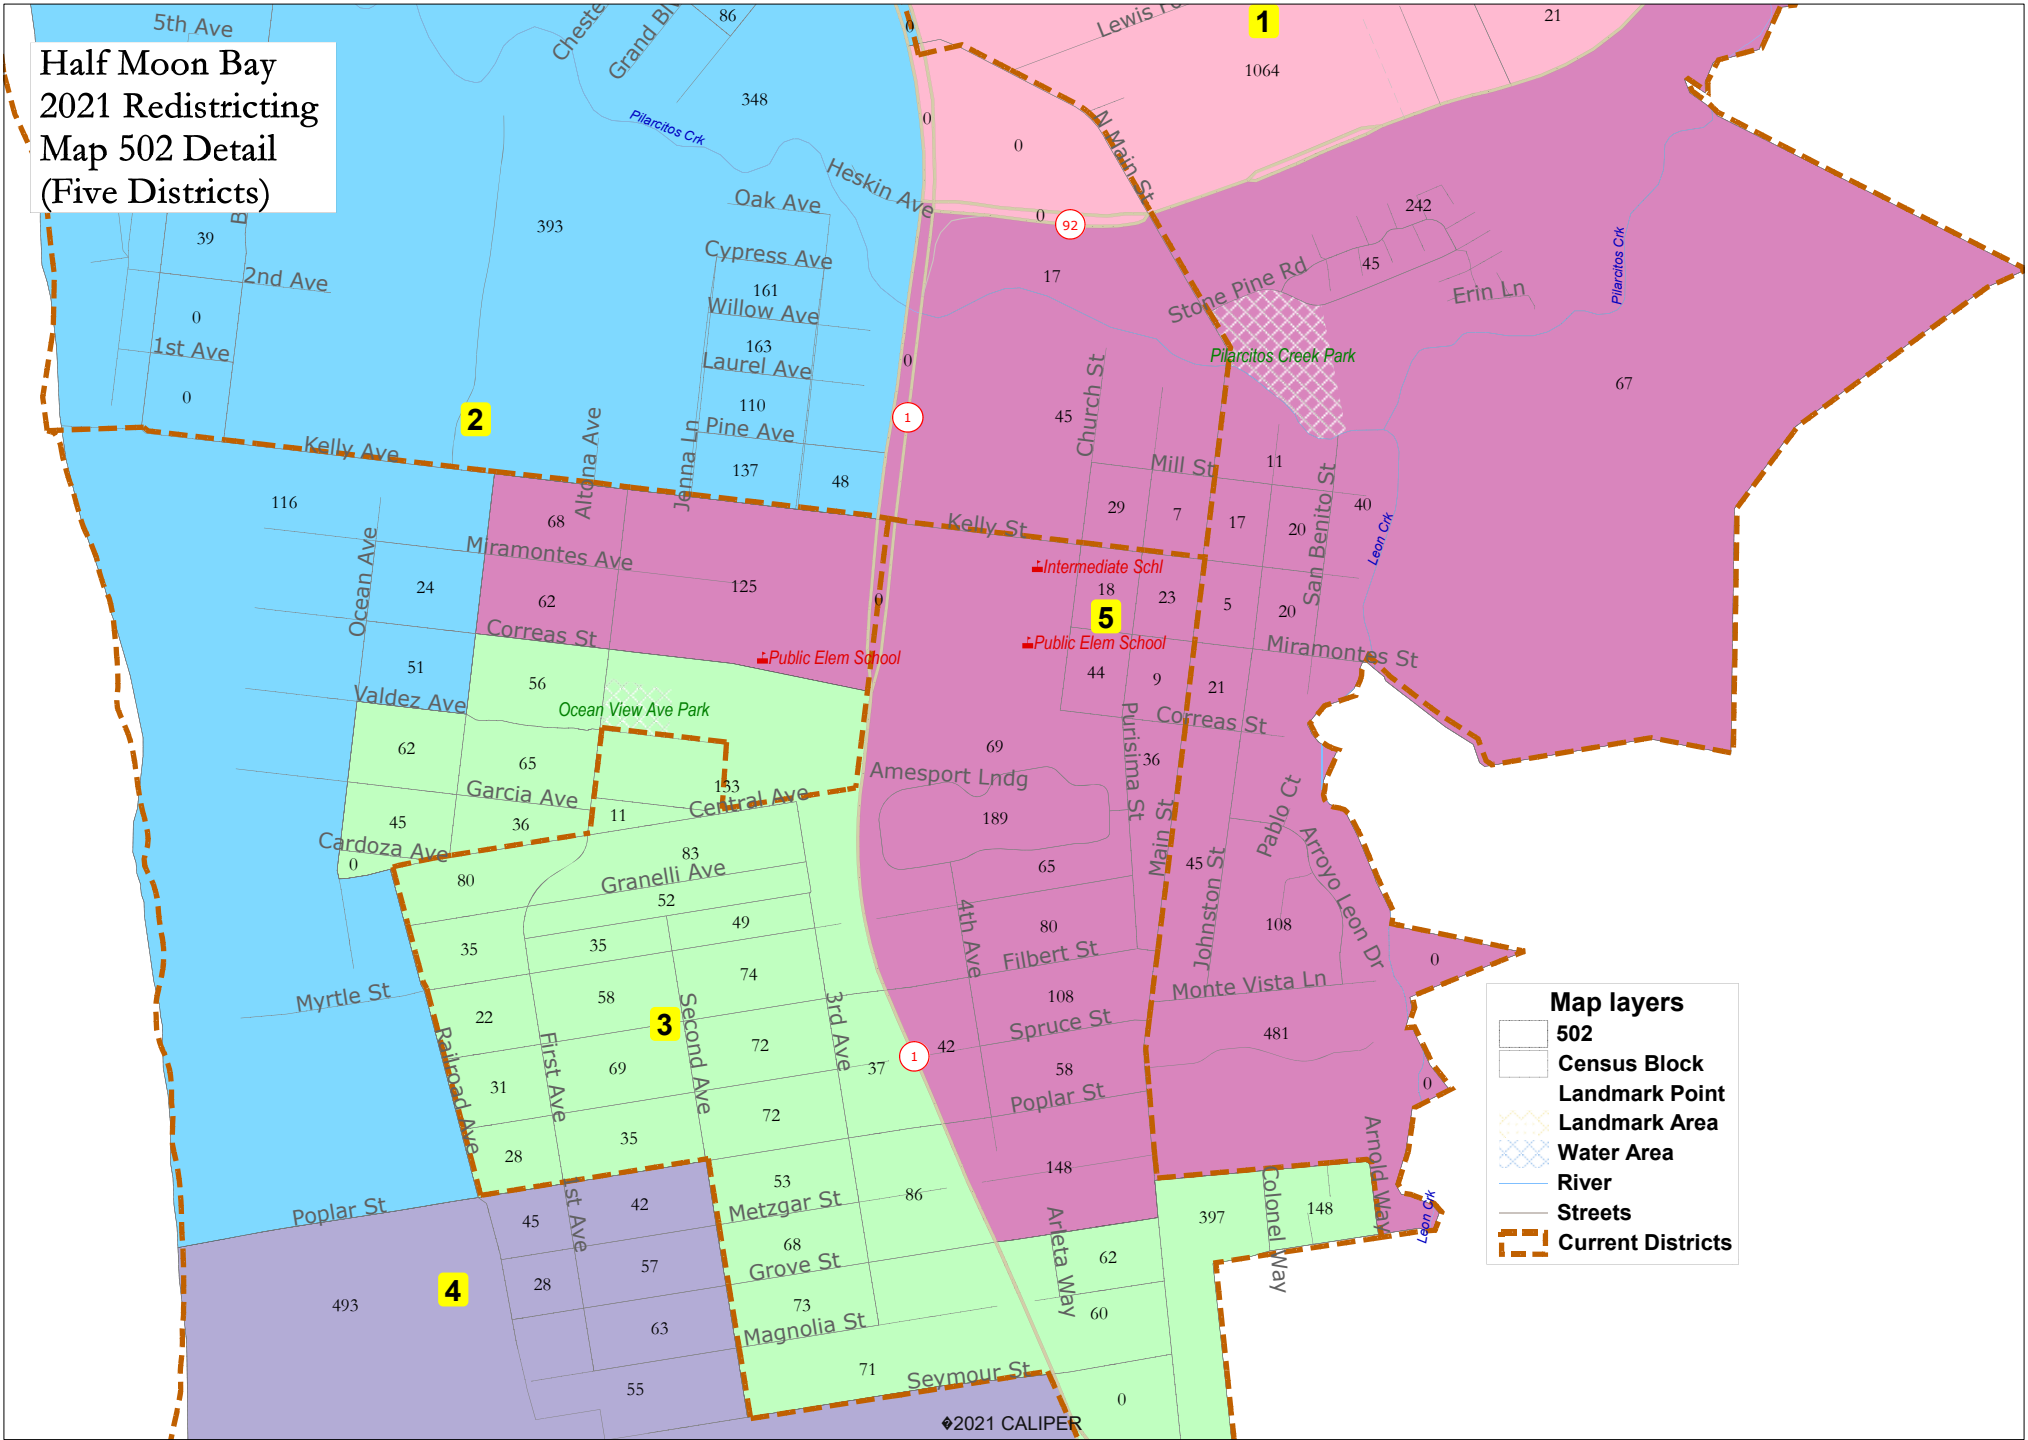 Half Moon Bay
2021 Redistricting
Map 502 Detail
(Five Districts)
5th Ave
86
0
1
21
1064
348
Pilarcitos Crk
0
0
N Main St
Heskin Ave
Oak Ave
0
92
242
39
393
Cypress Ave
17
45
Stone Pine Rd
Erin Ln
Pilarcitos Crk
2nd Ave
161
Willow Ave
0
163
1st Ave
Laurel Ave
0
Pilarcitos Creek Park
67
0
110
2
1
45
Church St
Pine Ave
Kelly Ave
Altona Ave
Jenna Ln
137
48
Mill St
11
San Benito St
116
29
7
17
20
40
68
Kelly St
Leon Crk
Ocean Ave
Miramontes Ave
Intermediate Schl
24
62
125
0
18
23
5
20
5
Correas St
Public Elem School
Public Elem School
Miramontes St
51
56
44
9
21
Valdez Ave
Ocean View Ave Park
Correas St
62
65
69
Purisima St
36
Garcia Ave
133
Central Ave
Amesport Lndg
Pablo Ct
45
36
11
189
Main St
Cardoza Ave
0
83
65
45
Johnston St
Arroyo Leon Dr
80
Granelli Ave
52
49
4th Ave
80
108
35
35
Filbert St
0
74
Myrtle St
58
108
Monte Vista Ln
22
3
Second Ave
3rd Ave
Spruce St
481
Railroad Ave
First Ave
72
1
42
31
69
37
58
0
Poplar St
72
28
35
Arnold Way
53
148
Poplar St
1st Ave
42
Metzgar St
86
Colonel Way
148
Leon Crk
45
397
68
Arleta Way
62
4
28
57
Grove St
493
73
60
63
Magnolia St
71
Seymour St
55
0
�2021 CALIPER
Map layers
502
Census Block
Landmark Point
Landmark Area
Water Area
River
Streets
Current Districts